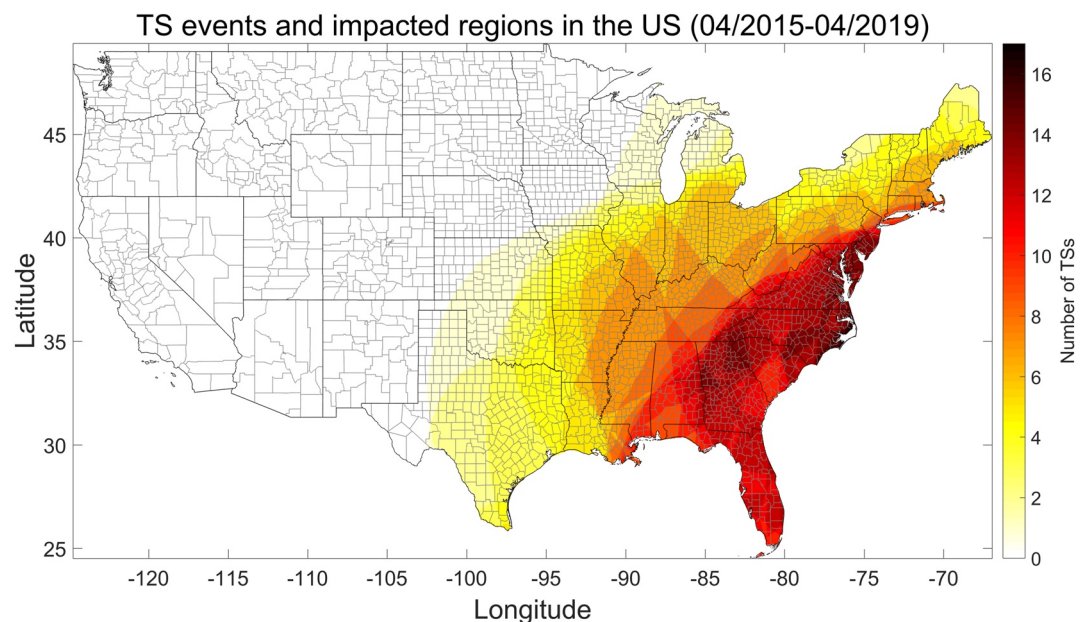 TS events and impacted regions in the US (04/2015-04/2019)
45
40
35
30
25
Latitude
-120 -115 -110 -105 -100 -95 -90 -85 -80 -75 -70
Longitude
16
14
12
10
8
6
4
2
0
Number of TSs